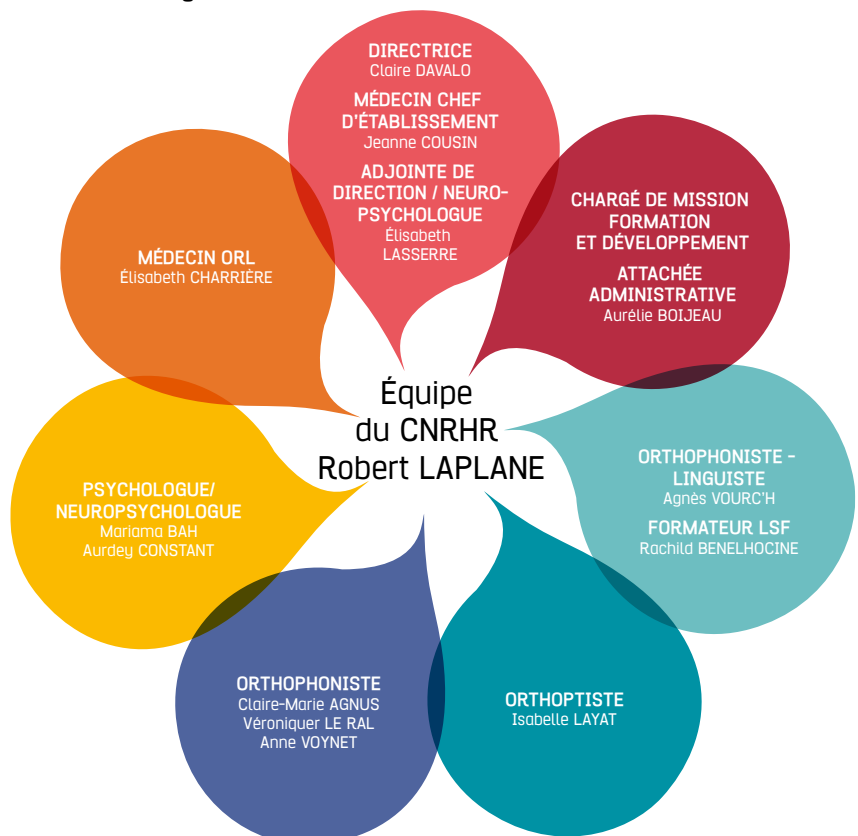 DIRECTRICE
Claire DAVALO
MÉDECIN CHEF
D'ÉTABLISSEMENT
Jeanne COUSIN
ADJOINTE DE
DIRECTION / NEURO-
PSYCHOLOGUE
Élisabeth
LASSERRE
CHARGÉ DE MISSION
FORMATION
ET DÉVELOPPEMENT
ATTACHÉE
ADMINISTRATIVE
Aurélie BOIJEAU
MÉDECIN ORL
Élisabeth CHARRIÈRE
Équipe
du CNRHR
Robert LAPLANE
ORTHOPHONISTE -
LINGUISTE
Agnès VOURC'H
FORMATEUR LSF
Rachild BENELHOCINE
PSYCHOLOGUE/
NEUROPSYCHOLOGUE
Mariama BAH
Aurdey CONSTANT
ORTHOPHONISTE
Claire-Marie AGNUS
Véroniquer LE RAL
Anne VOYNET
ORTHOPTISTE
Isabelle LAYAT